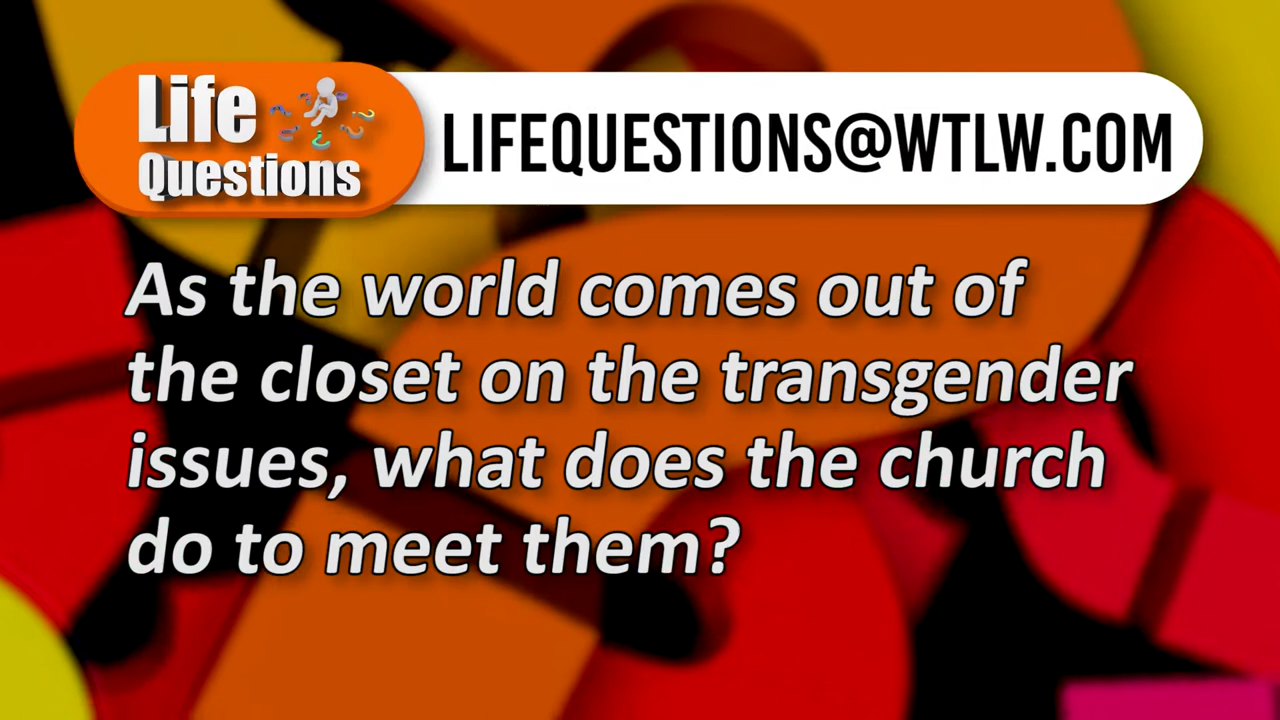 Life
Questions
LIFEQUESTIONS@WTLW.COM
As the world comes out of
the closet on the transgender
issues, what does the church
do to meet them?